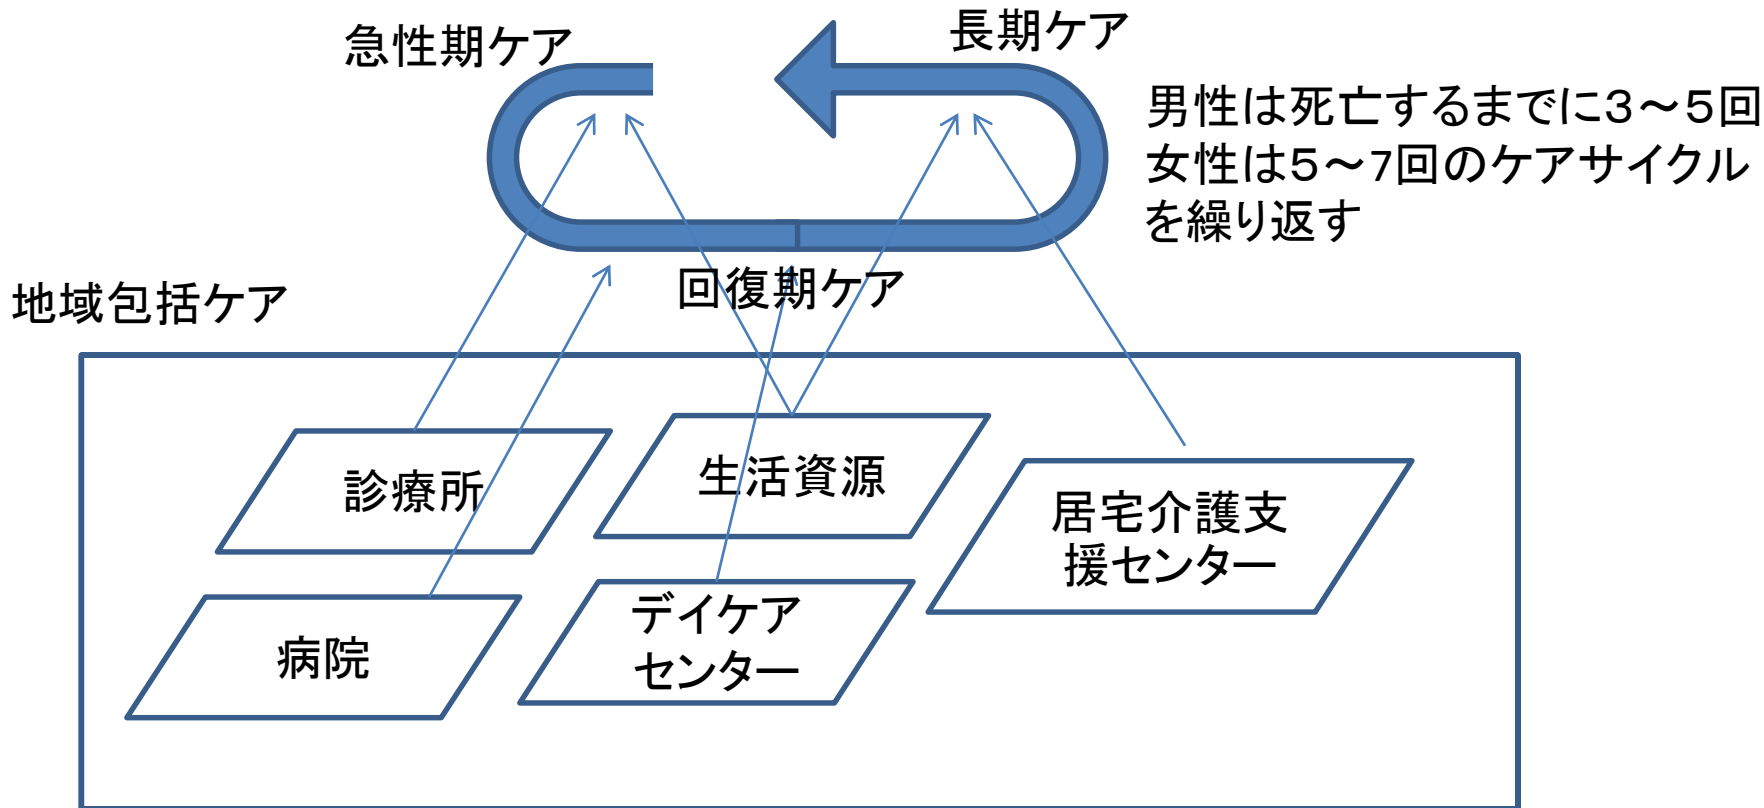 急性期ケア
長期ケア
男性は死亡するまでに3～5回
女性は5～7回のケアサイクル
を繰り返す
回復期ケア
地域包括ケア
診療所
生活資源
居宅介護支
援センター
病院
デイケア
センター